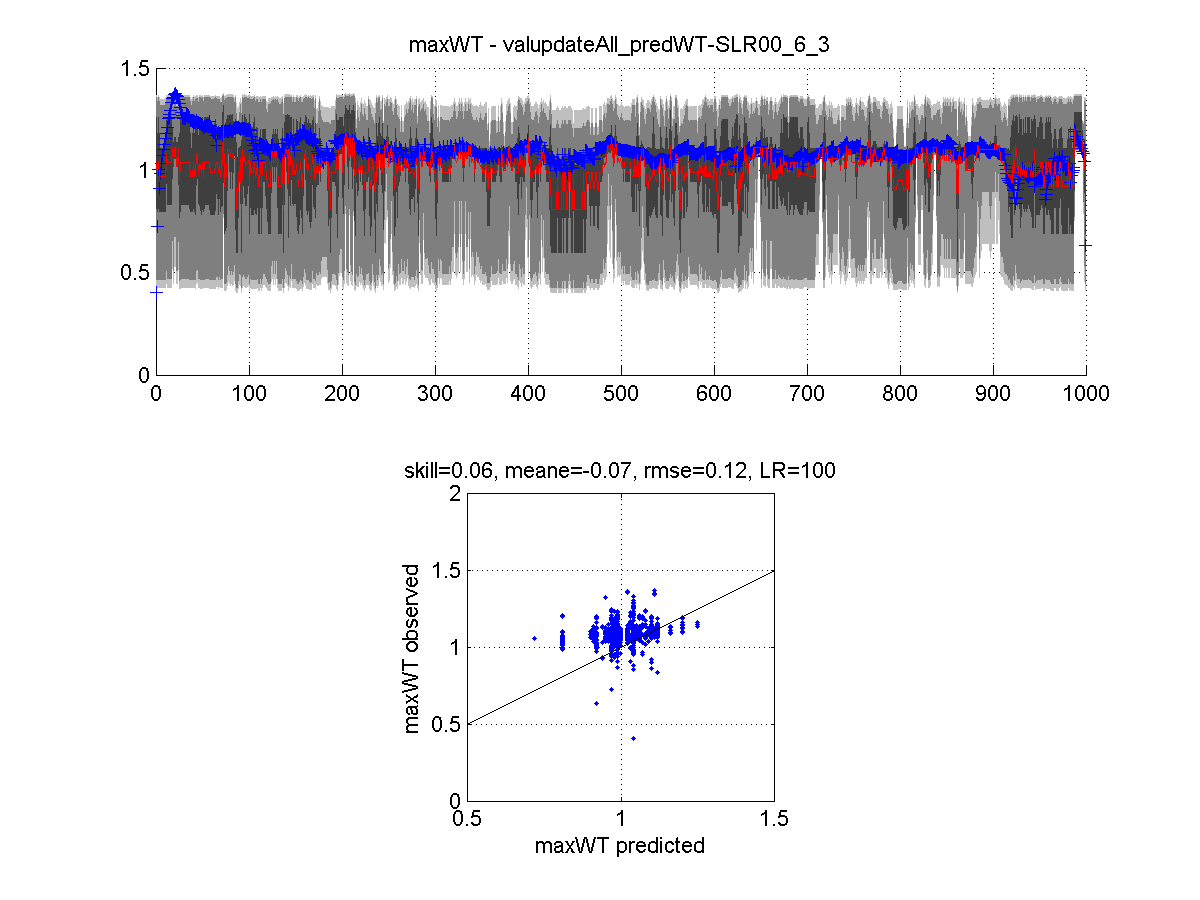 maxWT - valupdateAll_predWT-SLR00_6_3
1.5
1
0.5
0
0 100 200 300 400 500 600 700 800 900 1000
skill=0.06, meane=-0.07, rmse=0.12, LR=100
2
1.5
1
0.5
0
maxWT observed
0.5 1 1.5
maxWT predicted